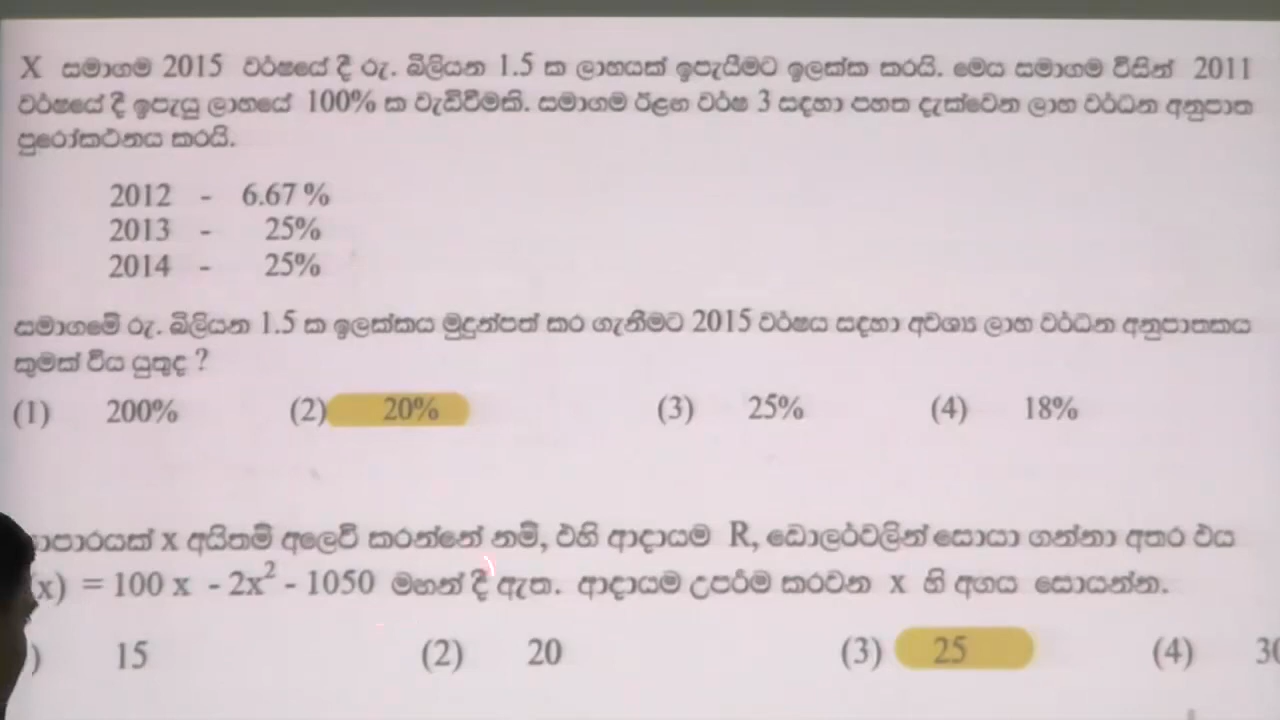 X සමාගම 2015 වර්ෂයේ දී රු. බිලියන 1.5 ක ලාභයක් ඉපැයීමට ඉලක්ක කරයි. මෙය සමාගම විසින් 2011
වර්ෂයේ දී ඉපැයු ලාභයේ 100% ක වැඩිවීමකි. සමාගම ඊළඟ වර්ෂ 3 සඳහා පහත දැක්වෙන ලාභ වර්ධන අනුපාත
පුරෝකථනය කරයි.
2012 - 6.67 %
2013 - 25%
2014 - 25%
සමාගමේ රු. බිලියන 1.5 ක ඉලක්කය මුදුන්පත් කර ගැනීමට 2015 වර්ෂය සඳහා අවශ්‍ය ලාභ වර්ධන අනුපාතකය
කුමක් විය යුතුද ?
(1) 200% (2) 20% (3) 25% (4) 18%
x අයිතම් අලෙවි කරන්නේ නම්, එහි ආදායම R, ඩොලර්වලින් සොයා ගන්නා අතර එය
x) = 100 x - 2x² - 1050 මඟන් දී ඇත. ආදායම උපරිම කරවන x හි අගය සොයන්න.
) 15 (2) 20 (3) 25 (4)